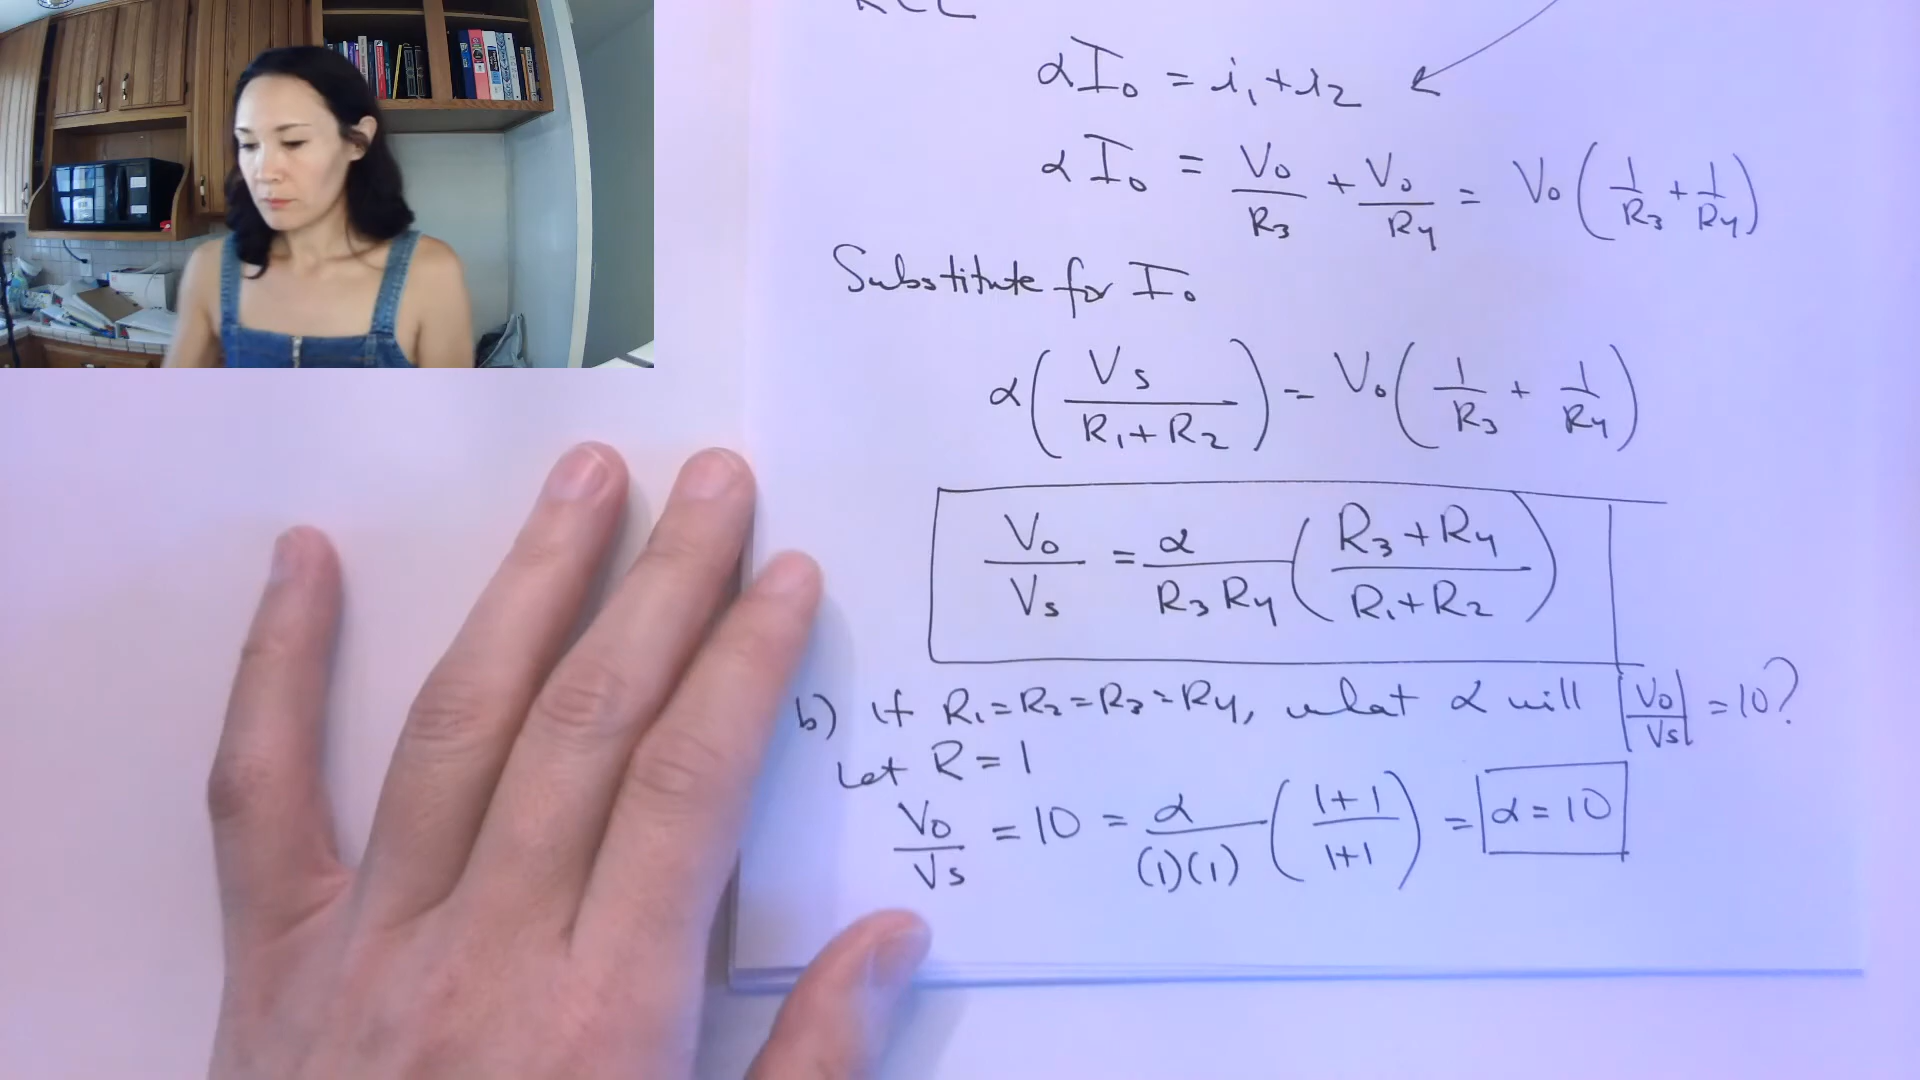 KCL
αI₀ = i₁+i₂
αI₀ = V₀/R₃ + V₀/R₄ = V₀(1/R₃ + 1/R₄)
Substitute for I₀
α(Vs/(R₁+R₂)) = V₀(1/R₃ + 1/R₄)
V₀/Vs = α/(R₃R₄) ((R₃+R₄)/(R₁+R₂))
b) If R₁=R₂=R₃=R₄, what α will |V₀/Vs| = 10?
Let R = 1
V₀/Vs = 10 = α/((1)(1)) ((1+1)/(1+1)) = α = 10